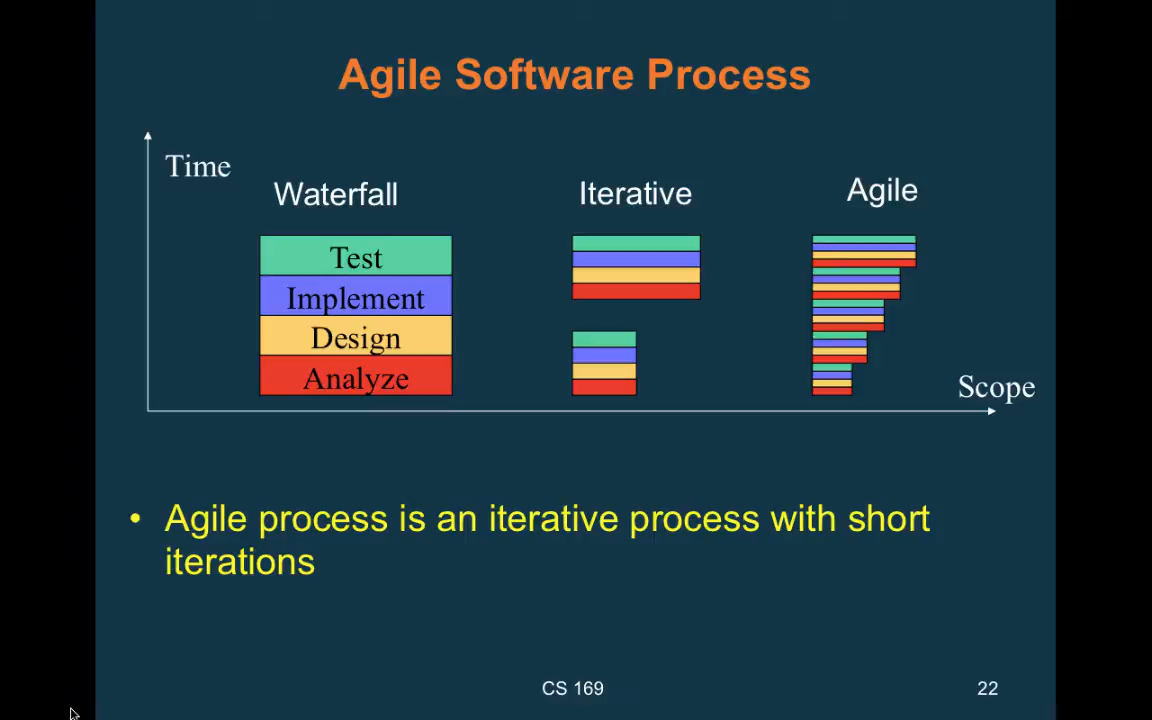 Agile Software Process
Time
Waterfall
Iterative
Agile
Test
Implement
Design
Analyze
Scope
• Agile process is an iterative process with short
iterations
CS 169
22